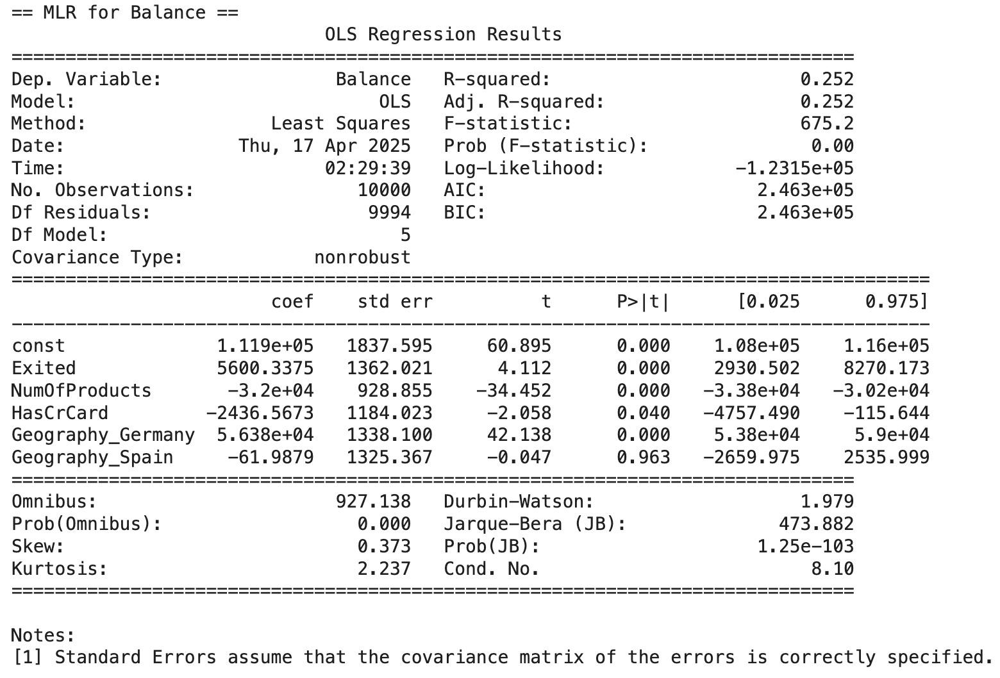 == MLR for Balance ==
OLS Regression Results
==============================================================================
Dep. Variable:                Balance   R-squared:                       0.252
Model:                            OLS   Adj. R-squared:                  0.252
Method:                 Least Squares   F-statistic:                     675.2
Date:                Thu, 17 Apr 2025   Prob (F-statistic):               0.00
Time:                        02:29:39   Log-Likelihood:            -1.2315e+05
No. Observations:               10000   AIC:                         2.463e+05
Df Residuals:                    9994   BIC:                         2.463e+05
Df Model:                           5
Covariance Type:            nonrobust
=====================================================================================
                        coef    std err          t      P>|t|      [0.025      0.975]
-------------------------------------------------------------------------------------
const              1.119e+05   1837.595     60.895      0.000    1.08e+05    1.16e+05
Exited             5600.3375   1362.021      4.112      0.000    2930.502    8270.173
NumOfProducts       -3.2e+04    928.855    -34.452      0.000   -3.38e+04   -3.02e+04
HasCrCard         -2436.5673   1184.023     -2.058      0.040   -4757.490    -115.644
Geography_Germany  5.638e+04   1338.100     42.138      0.000    5.38e+04     5.9e+04
Geography_Spain     -61.9879   1325.367     -0.047      0.963   -2659.975    2535.999
==============================================================================
Omnibus:                      927.138   Durbin-Watson:                   1.979
Prob(Omnibus):                  0.000   Jarque-Bera (JB):              473.882
Skew:                           0.373   Prob(JB):                    1.25e-103
Kurtosis:                       2.237   Cond. No.                         8.10
==============================================================================
Notes:
[1] Standard Errors assume that the covariance matrix of the errors is correctly specified.